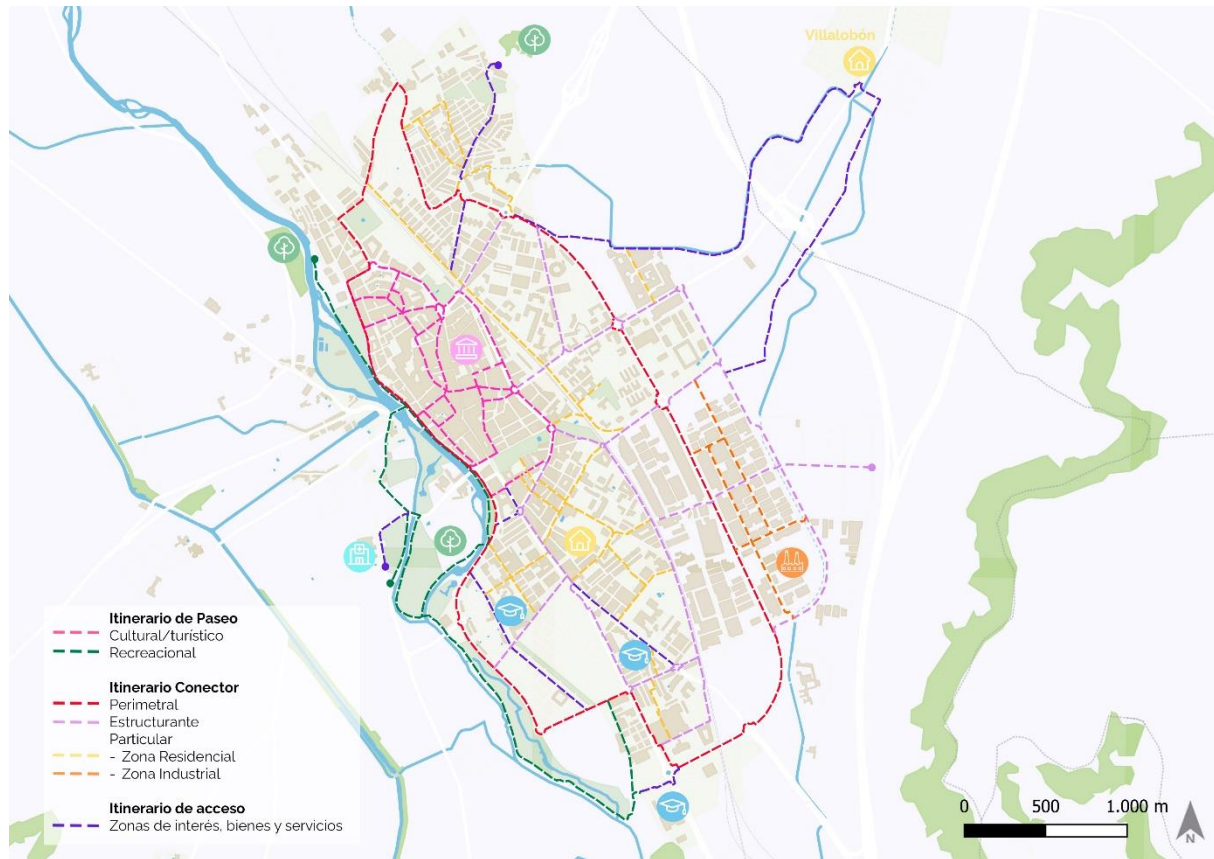 Villalobón
Itinerario de Paseo
Cultural/turístico
Recreacional
Itinerario Conector
Perimetral
Estructurante
Particular
- Zona Residencial
- Zona Industrial
Itinerario de acceso
Zonas de interés, bienes y servicios
0 500 1.000 m
N